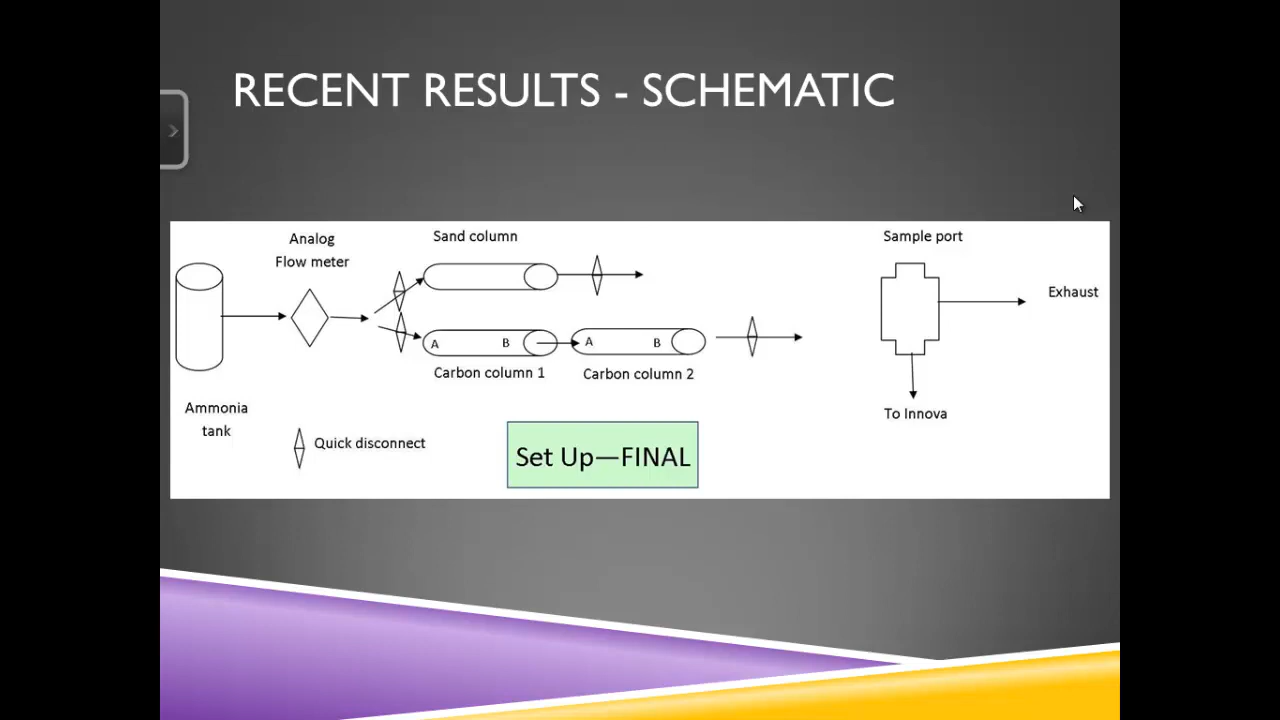 RECENT RESULTS - SCHEMATIC
Analog
Flow meter
Sand column
Sample port
Exhaust
A B
A B
Carbon column 1
Carbon column 2
Ammonia
tank
Quick disconnect
To Innova
Set Up—FINAL